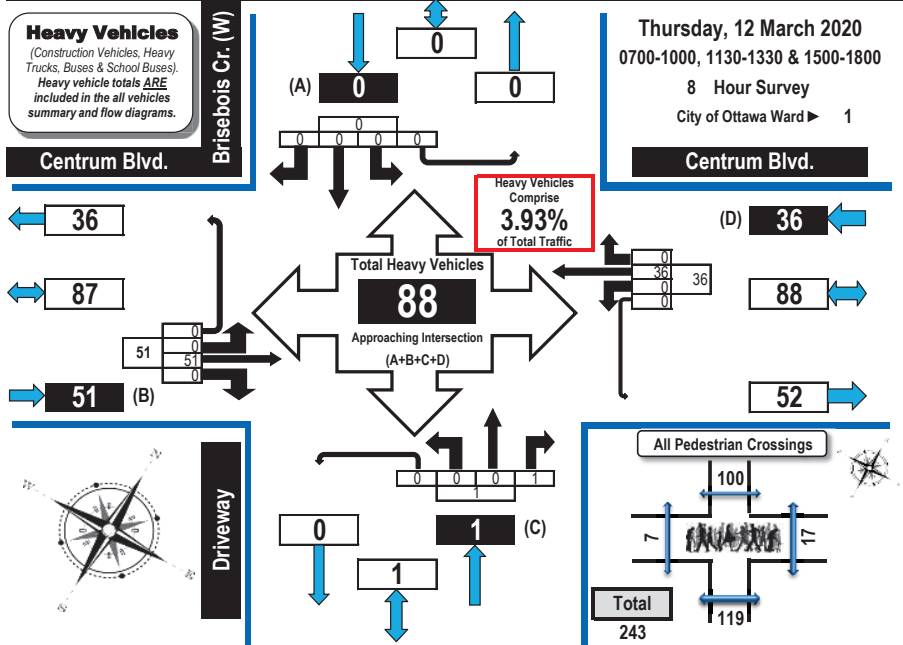 Heavy Vehicles
(Construction Vehicles, Heavy
Trucks, Buses & School Buses).
Heavy vehicle totals ARE
included in the all vehicles
summary and flow diagrams.
Brisebois Cr. (W)
Centrum Blvd.
(A)
0
0
0
0
0 0 0 0
Thursday, 12 March 2020
0700-1000, 1130-1330 & 1500-1800
8 Hour Survey
City of Ottawa Ward ► 1
Centrum Blvd.
Heavy Vehicles
Comprise
3.93%
of Total Traffic
36
87
51
0
0
51
0
51
(B)
Total Heavy Vehicles
88
Approaching Intersection
(A+B+C+D)
(D)
36
0
36
0
0
36
88
52
N
E
S
W
Driveway
0 0 0 1
1
0
1
(C)
1
All Pedestrian Crossings
100
7
17
119
Total
243